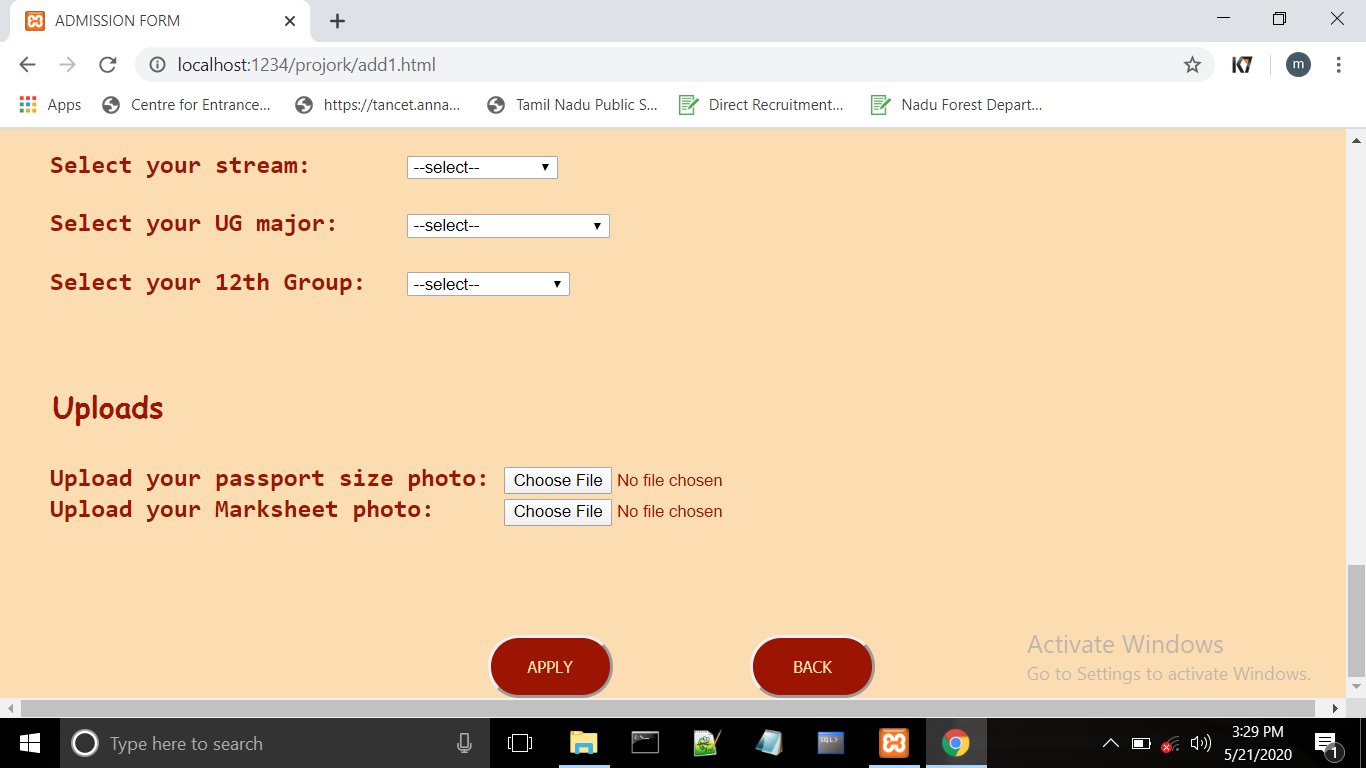 ADMISSION FORM
localhost:1234/projork/add1.html
K7
m
Apps
Centre for Entrance...
https://tancet.anna...
Tamil Nadu Public S...
Direct Recruitment...
Nadu Forest Depart...
Select your stream: --select--
Select your UG major: --select--
Select your 12th Group: --select--
Uploads
Upload your passport size photo: Choose File No file chosen
Upload your Marksheet photo: Choose File No file chosen
APPLY
BACK
Activate Windows
Go to Settings to activate Windows.
Type here to search
SQL>
3:29 PM
5/21/2020
1